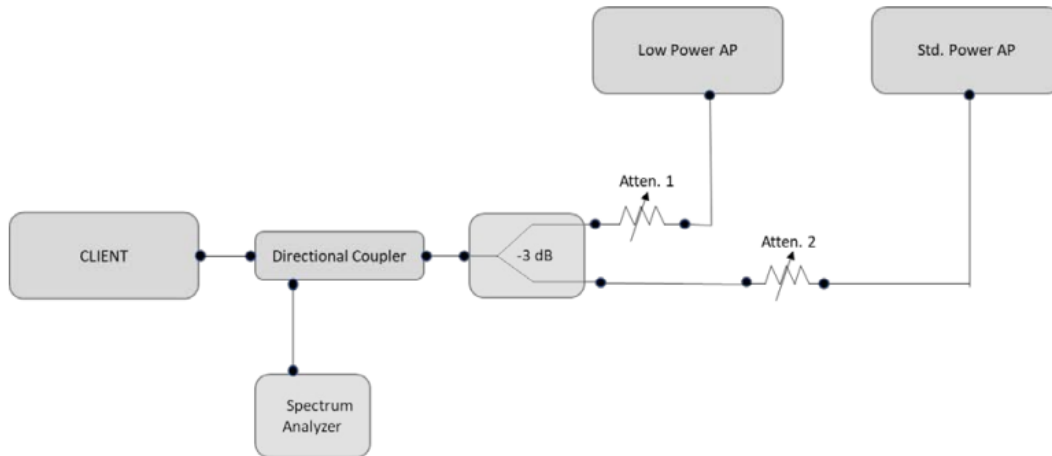 Low Power AP
Std. Power AP
Atten. 1
Atten. 2
CLIENT
Directional Coupler
-3 dB
Spectrum
Analyzer